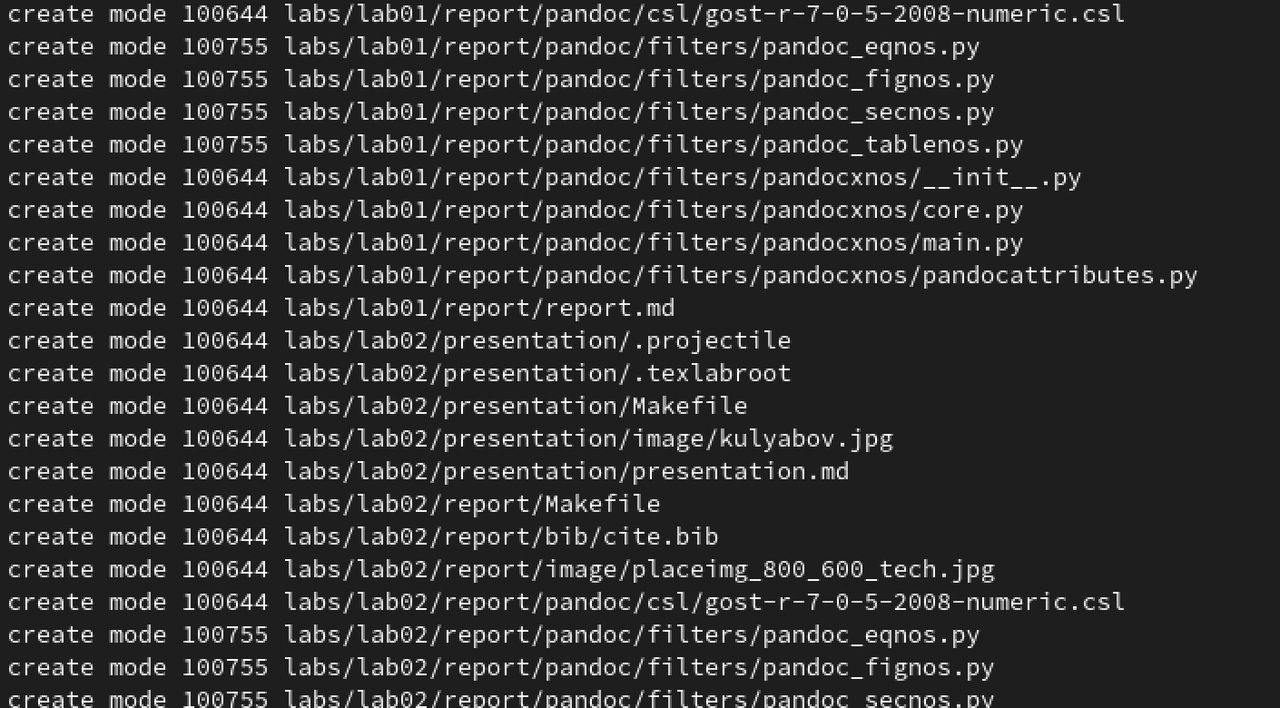 create mode 100644 labs/lab01/report/pandoc/csl/gost-r-7-0-5-2008-numeric.csl
create mode 100755 labs/lab01/report/pandoc/filters/pandoc_eqnos.py
create mode 100755 labs/lab01/report/pandoc/filters/pandoc_fignos.py
create mode 100755 labs/lab01/report/pandoc/filters/pandoc_secnos.py
create mode 100755 labs/lab01/report/pandoc/filters/pandoc_tablenos.py
create mode 100644 labs/lab01/report/pandoc/filters/pandocxnos/__init__.py
create mode 100644 labs/lab01/report/pandoc/filters/pandocxnos/core.py
create mode 100644 labs/lab01/report/pandoc/filters/pandocxnos/main.py
create mode 100644 labs/lab01/report/pandoc/filters/pandocxnos/pandocattributes.py
create mode 100644 labs/lab01/report/report.md
create mode 100644 labs/lab02/presentation/.projectile
create mode 100644 labs/lab02/presentation/.texlabroot
create mode 100644 labs/lab02/presentation/Makefile
create mode 100644 labs/lab02/presentation/image/kulyabov.jpg
create mode 100644 labs/lab02/presentation/presentation.md
create mode 100644 labs/lab02/report/Makefile
create mode 100644 labs/lab02/report/bib/cite.bib
create mode 100644 labs/lab02/report/image/placeimg_800_600_tech.jpg
create mode 100644 labs/lab02/report/pandoc/csl/gost-r-7-0-5-2008-numeric.csl
create mode 100755 labs/lab02/report/pandoc/filters/pandoc_eqnos.py
create mode 100755 labs/lab02/report/pandoc/filters/pandoc_fignos.py
create mode 100755 labs/lab02/report/pandoc/filters/pandoc_secnos.py